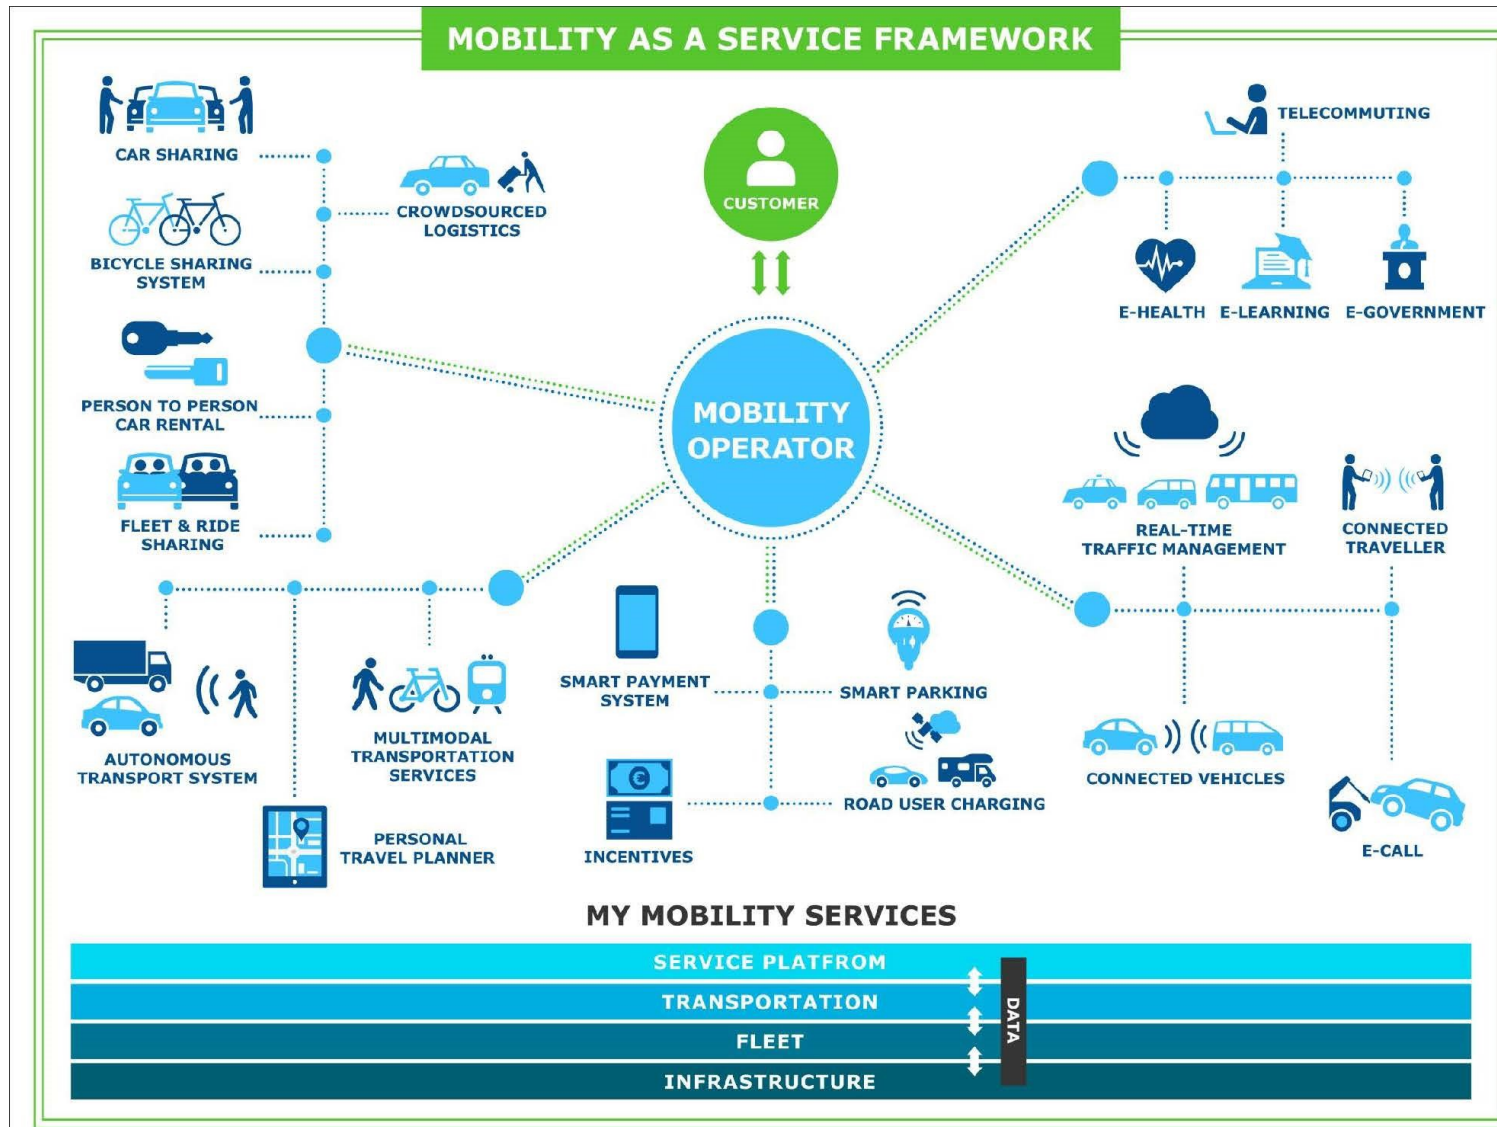 MOBILITY AS A SERVICE FRAMEWORK
CAR SHARING
CROWDSOURCED
LOGISTICS
BICYCLE SHARING
SYSTEM
PERSON TO PERSON
CAR RENTAL
FLEET & RIDE
SHARING
CUSTOMER
MOBILITY
OPERATOR
TELECOMMUTING
E-HEALTH
E-LEARNING
E-GOVERNMENT
REAL-TIME
TRAFFIC MANAGEMENT
CONNECTED
TRAVELLER
AUTONOMOUS
TRANSPORT SYSTEM
MULTIMODAL
TRANSPORTATION
SERVICES
PERSONAL
TRAVEL PLANNER
SMART PAYMENT
SYSTEM
SMART PARKING
€
INCENTIVES
ROAD USER CHARGING
CONNECTED VEHICLES
E-CALL
MY MOBILITY SERVICES
SERVICE PLATFROM
TRANSPORTATION
FLEET
INFRASTRUCTURE
DATA